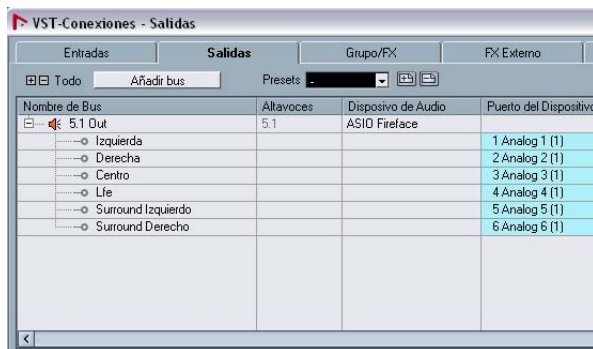 VST-Conexiones - Salidas
Entradas Salidas Grupo/FX FX Externo
Todo Añadir bus Presets -
Nombre de Bus Altavoces Disposivo de Audio Puerto del Dispositivo
5.1 Out 5.1 ASIO Fireface
Izquierda 1 Analog 1 (1)
Derecha 2 Analog 2 (1)
Centro 3 Analog 3 (1)
Lfe 4 Analog 4 (1)
Surround Izquierdo 5 Analog 5 (1)
Surround Derecho 6 Analog 6 (1)